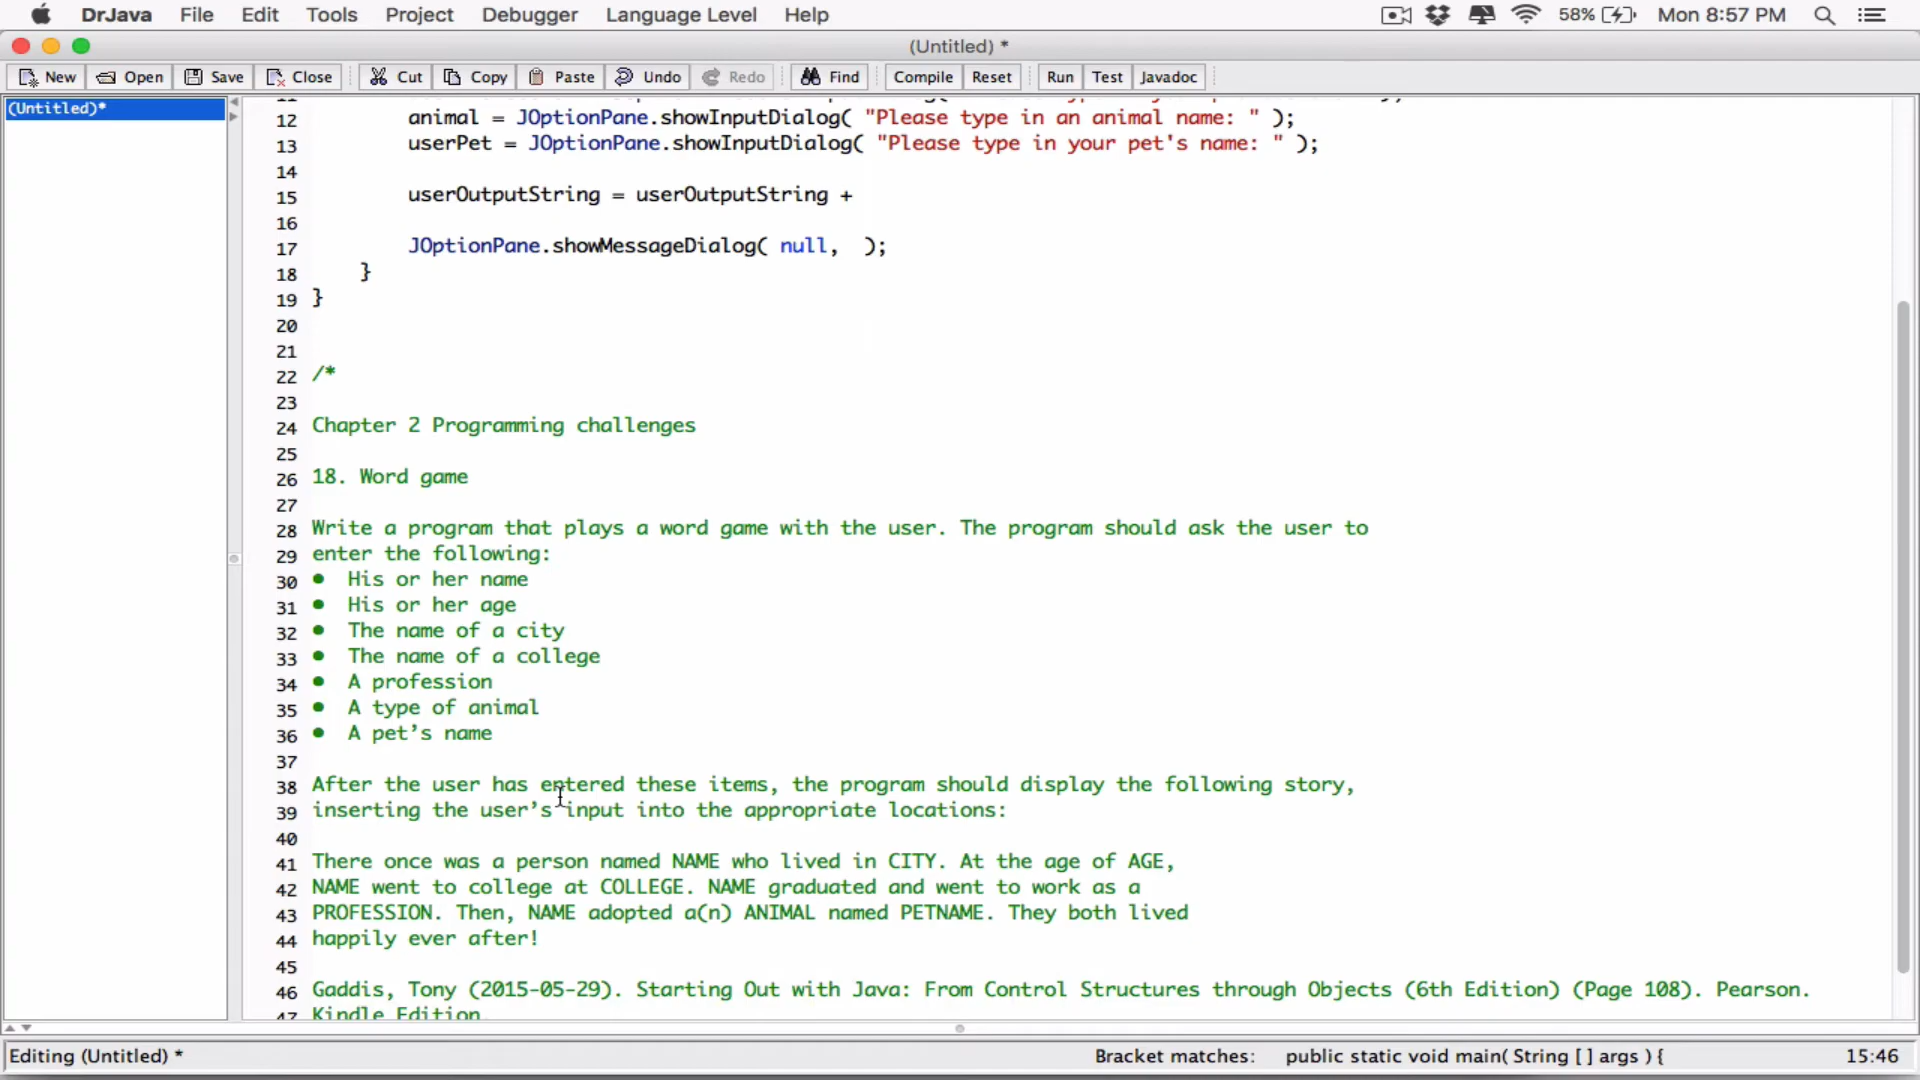 DrJava File Edit Tools Project Debugger Language Level Help 58% Mon 8:57 PM
(Untitled) *
New Open Save Close Cut Copy Paste Undo Redo Find Compile Reset Run Test Javadoc
(Untitled)*
12 animal = JOptionPane.showInputDialog( "Please type in an animal name: " );
13 userPet = JOptionPane.showInputDialog( "Please type in your pet's name: " );
14
15 userOutputString = userOutputString +
16
17 JOptionPane.showMessageDialog( null,  );
18 }
19 }
20
21
22 /*
23
24 Chapter 2 Programming challenges
25
26 18. Word game
27
28 Write a program that plays a word game with the user. The program should ask the user to
29 enter the following:
30 • His or her name
31 • His or her age
32 • The name of a city
33 • The name of a college
34 • A profession
35 • A type of animal
36 • A pet’s name
37
38 After the user has entered these items, the program should display the following story,
39 inserting the user’s input into the appropriate locations:
40
41 There once was a person named NAME who lived in CITY. At the age of AGE,
42 NAME went to college at COLLEGE. NAME graduated and went to work as a
43 PROFESSION. Then, NAME adopted a(n) ANIMAL named PETNAME. They both lived
44 happily ever after!
45
46 Gaddis, Tony (2015-05-29). Starting Out with Java: From Control Structures through Objects (6th Edition) (Page 108). Pearson.
47 Kindle Edition.
Editing (Untitled) * Bracket matches: public static void main( String [ ] args ) { 15:46